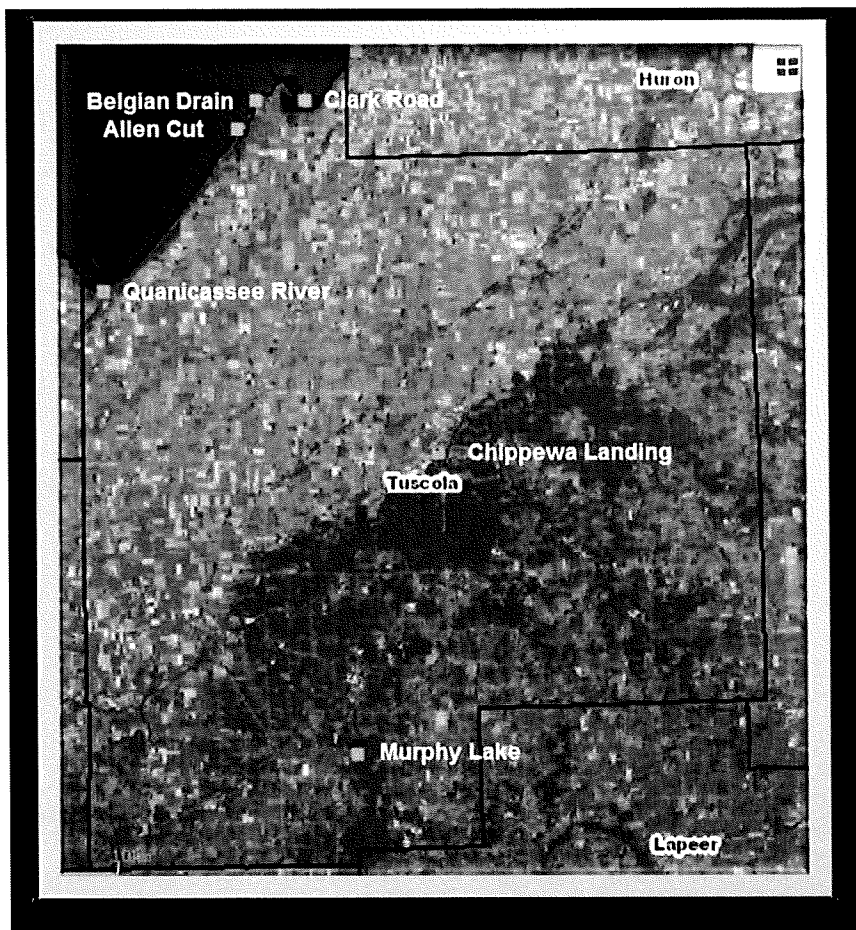 Huron
Belgian Drain
Clark Road
Allen Cut
Quanicassee River
Chippewa Landing
Tuscola
Murphy Lake
Lapeer